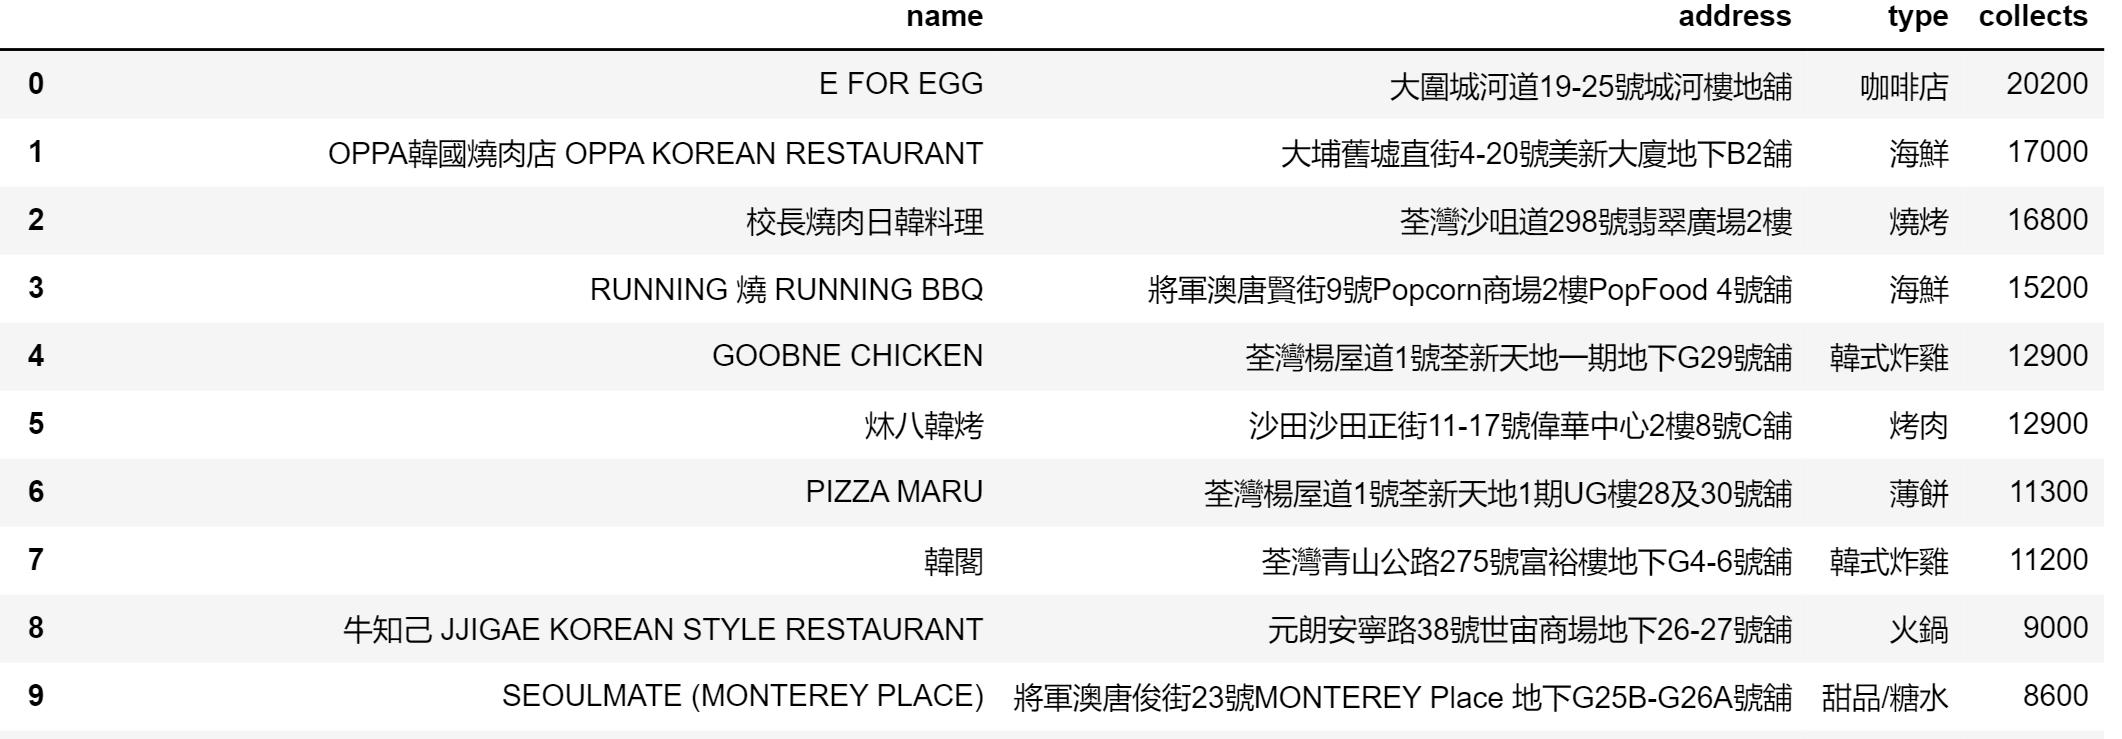 name address type collects
0 E FOR EGG 大圍城河道19-25號城河樓地舖 咖啡店 20200
1 OPPA韓國燒肉店 OPPA KOREAN RESTAURANT 大埔舊墟直街4-20號美新大廈地下B2舖 海鮮 17000
2 校長燒肉日韓料理 荃灣沙咀道298號翡翠廣場2樓 燒烤 16800
3 RUNNING 燒 RUNNING BBQ 將軍澳唐賢街9號Popcorn商場2樓PopFood 4號舖 海鮮 15200
4 GOOBNE CHICKEN 荃灣楊屋道1號荃新天地一期地下G29號舖 韓式炸雞 12900
5 炑八韓烤 沙田沙田正街11-17號偉華中心2樓8號C舖 烤肉 12900
6 PIZZA MARU 荃灣楊屋道1號荃新天地1期UG樓28及30號舖 薄餅 11300
7 韓閣 荃灣青山公路275號富裕樓地下G4-6號舖 韓式炸雞 11200
8 牛知己 JJIGAE KOREAN STYLE RESTAURANT 元朗安寧路38號世宙商場地下26-27號舖 火鍋 9000
9 SEOULMATE (MONTEREY PLACE) 將軍澳唐俊街23號MONTEREY Place 地下G25B-G26A號舖 甜品/糖水 8600